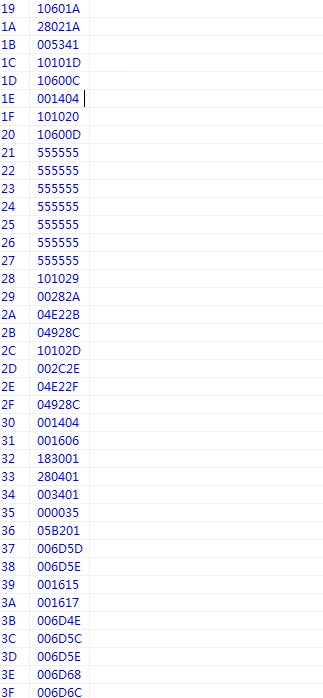 19 10601A
1A 28021A
1B 005341
1C 10101D
1D 10600C
1E 001404
1F 101020
20 10600D
21 555555
22 555555
23 555555
24 555555
25 555555
26 555555
27 555555
28 101029
29 00282A
2A 04E22B
2B 04928C
2C 10102D
2D 002C2E
2E 04E22F
2F 04928C
30 001404
31 001606
32 183001
33 280401
34 003401
35 000035
36 05B201
37 006D5D
38 006D5E
39 001615
3A 001617
3B 006D4E
3C 006D5C
3D 006D5E
3E 006D68
3F 006D6C